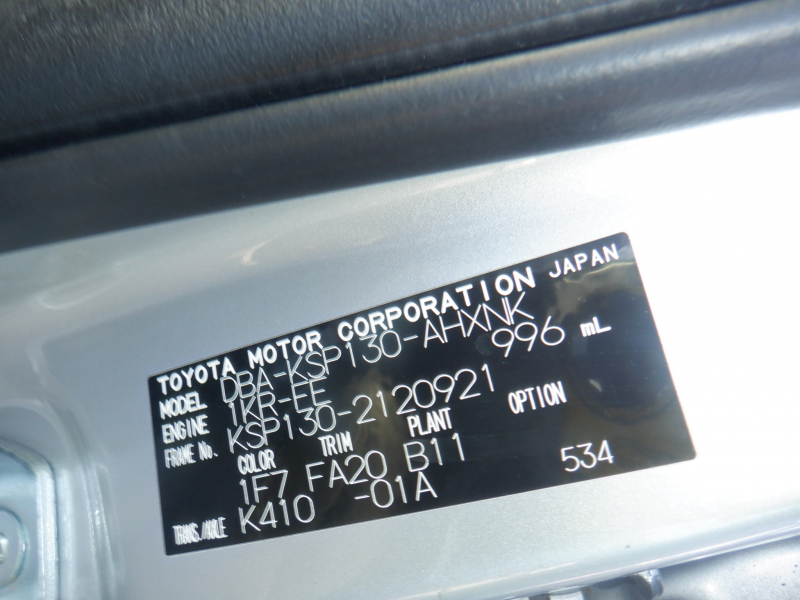 TOYOTA MOTOR CORPORATION JAPAN
MODEL DBA-KSP130-AHXNK
ENGINE 1KR-EE 996 mL
FRAME No. KSP130-2120921
COLOR TRIM PLANT OPTION
1F7 FA20 B11 534
TRANS./AXLE K410 -01A